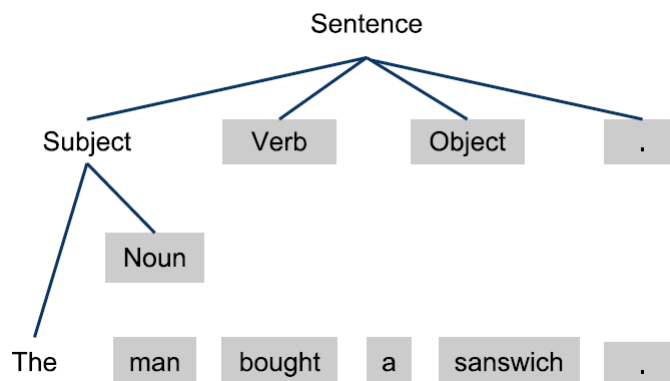 Sentence
Subject Verb Object .
Noun
The man bought a sanswich .